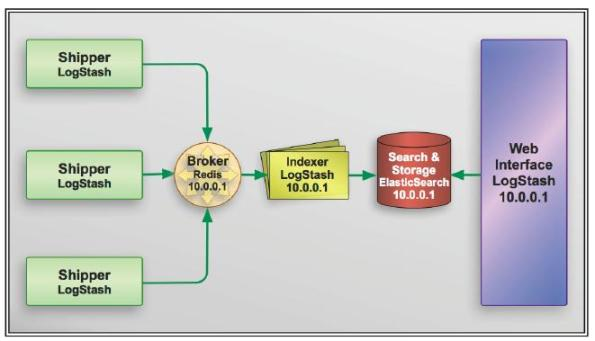 Shipper
LogStash
Shipper
LogStash
Shipper
LogStash
Broker
Redis
10.0.0.1
Indexer
LogStash
10.0.0.1
Search &
Storage
ElasticSearch
10.0.0.1
Web
Interface
LogStash
10.0.0.1